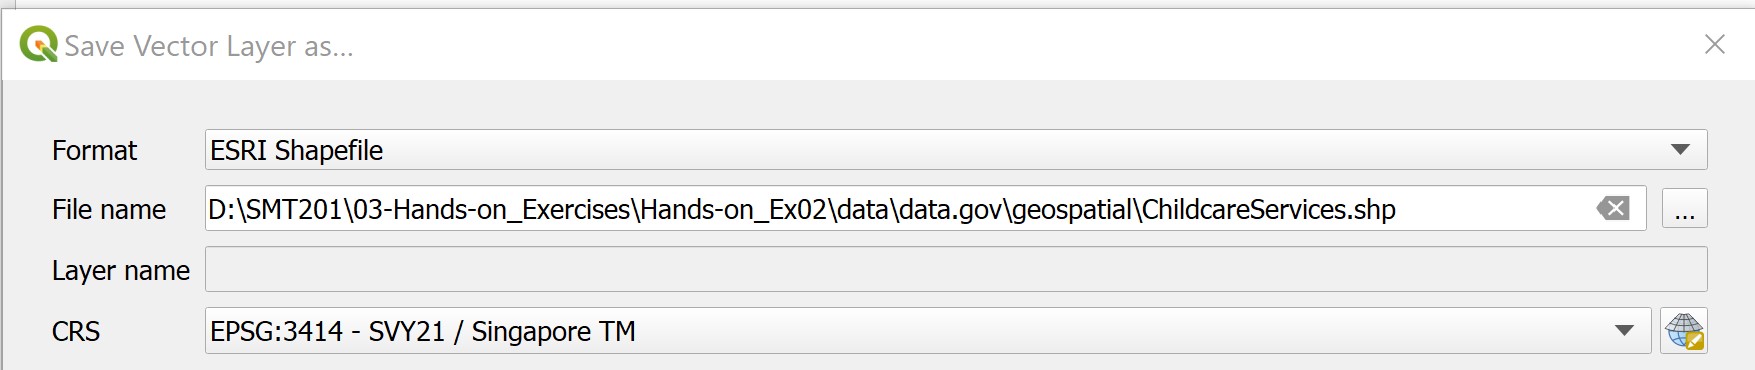 Save Vector Layer as...
Format ESRI Shapefile
File name D:\SMT201\03-Hands-on_Exercises\Hands-on_Ex02\data\data.gov\geospatial\ChildcareServices.shp ...
Layer name
CRS EPSG:3414 - SVY21 / Singapore TM